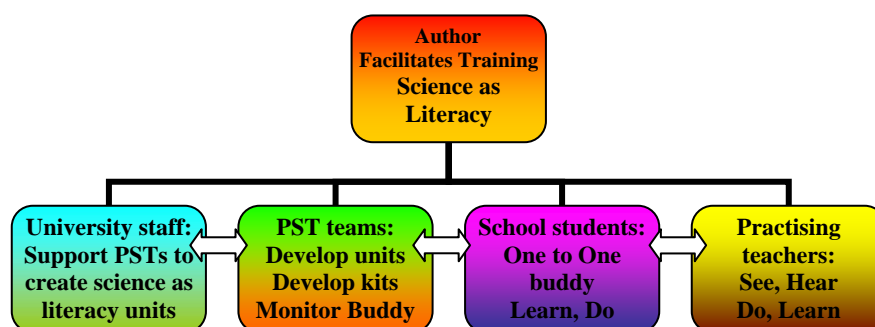 Author
Facilitates Training
Science as
Literacy
University staff:
Support PSTs to
create science as
literacy units
PST teams:
Develop units
Develop kits
Monitor Buddy
School students:
One to One
buddy
Learn, Do
Practising
teachers:
See, Hear
Do, Learn